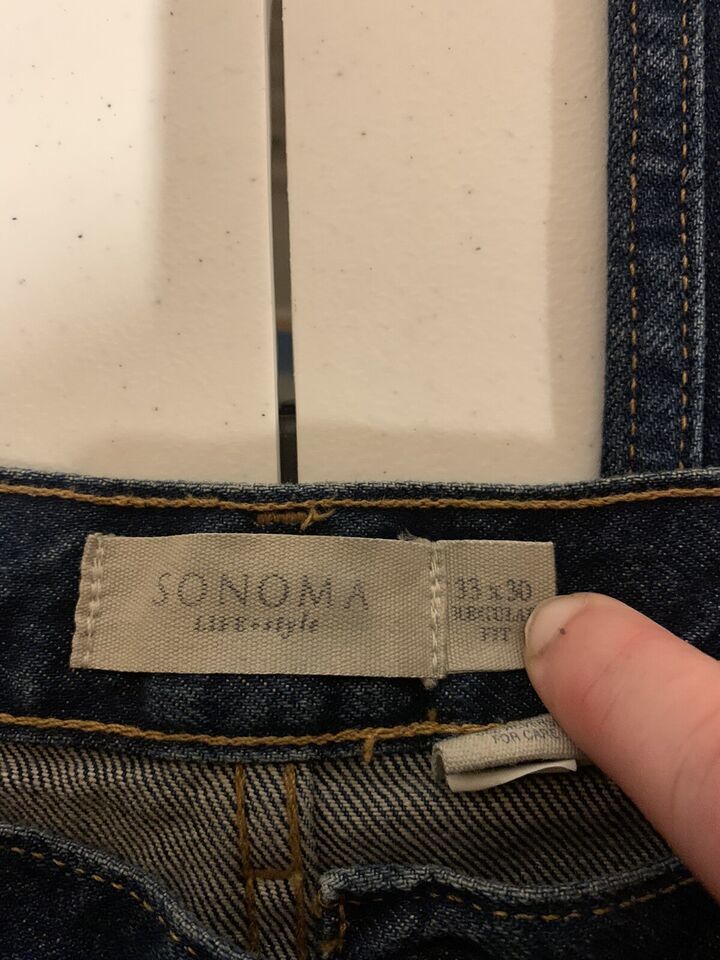 SONOMA
LIFE+style
33 x 30
REGULAR
FIT
FOR CARE